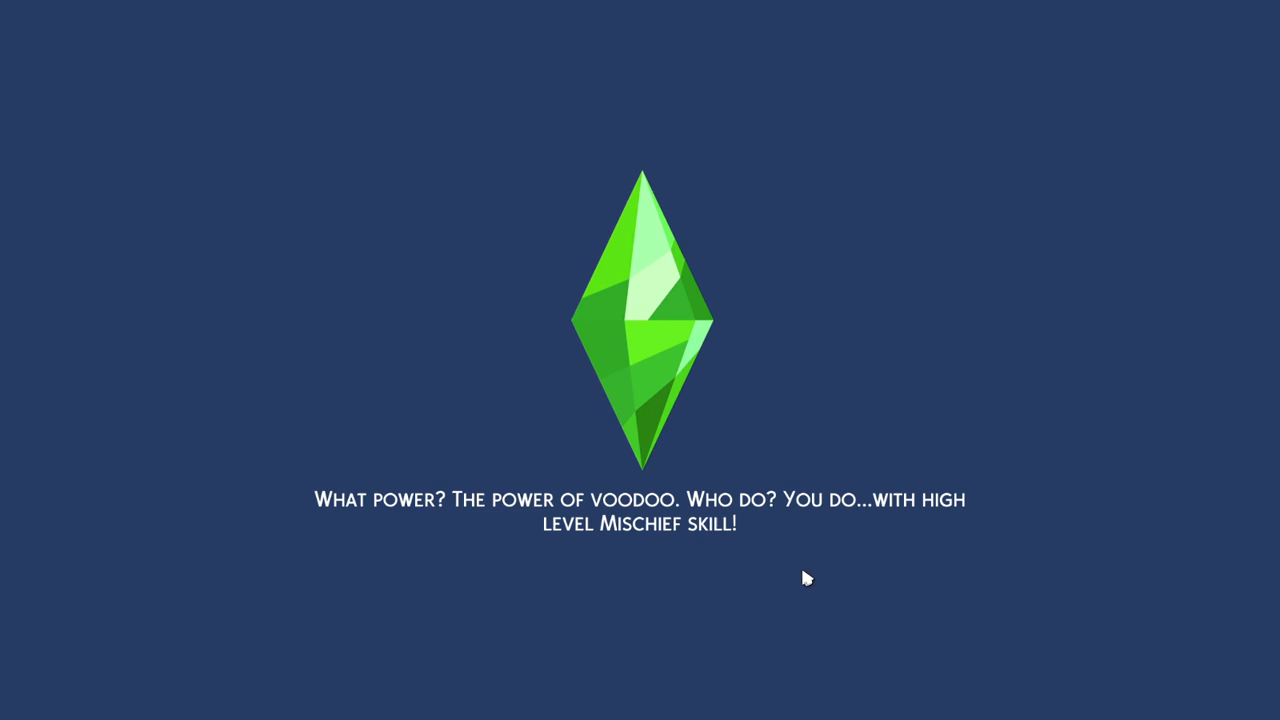 What power? The power of voodoo. Who do? You do...with high
level Mischief skill!